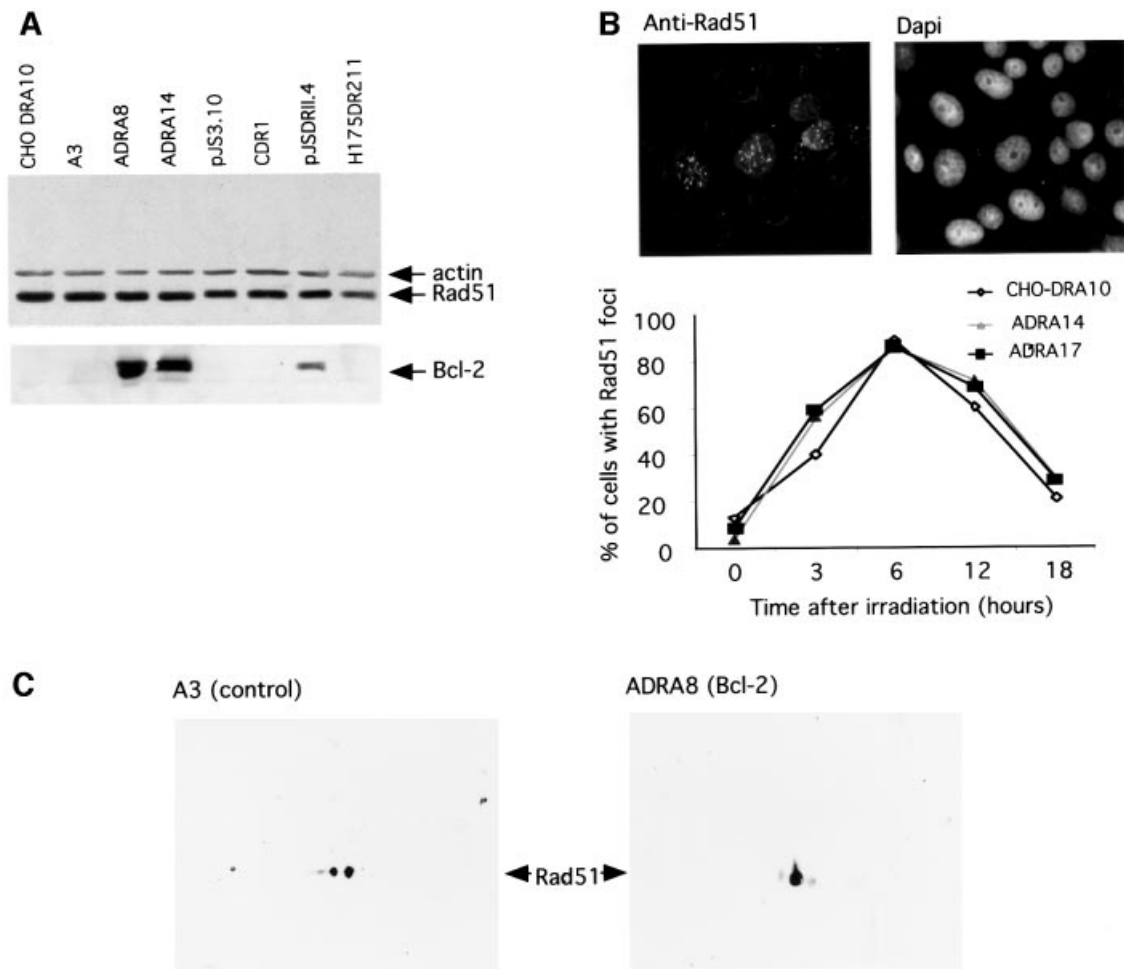 A
CHO DRA10
A3
ADRA8
ADRA14
pJS3.10
CDR1
pJSDRII.4
H175DR211
actin
Rad51
Bcl-2
B
Anti-Rad51
Dapi
CHO-DRA10
ADRA14
ADRA17
% of cells with Rad51 foci
100
80
60
40
20
0
0 3 6 12 18
Time after irradiation (hours)
C
A3 (control)
ADRA8 (Bcl-2)
Rad51